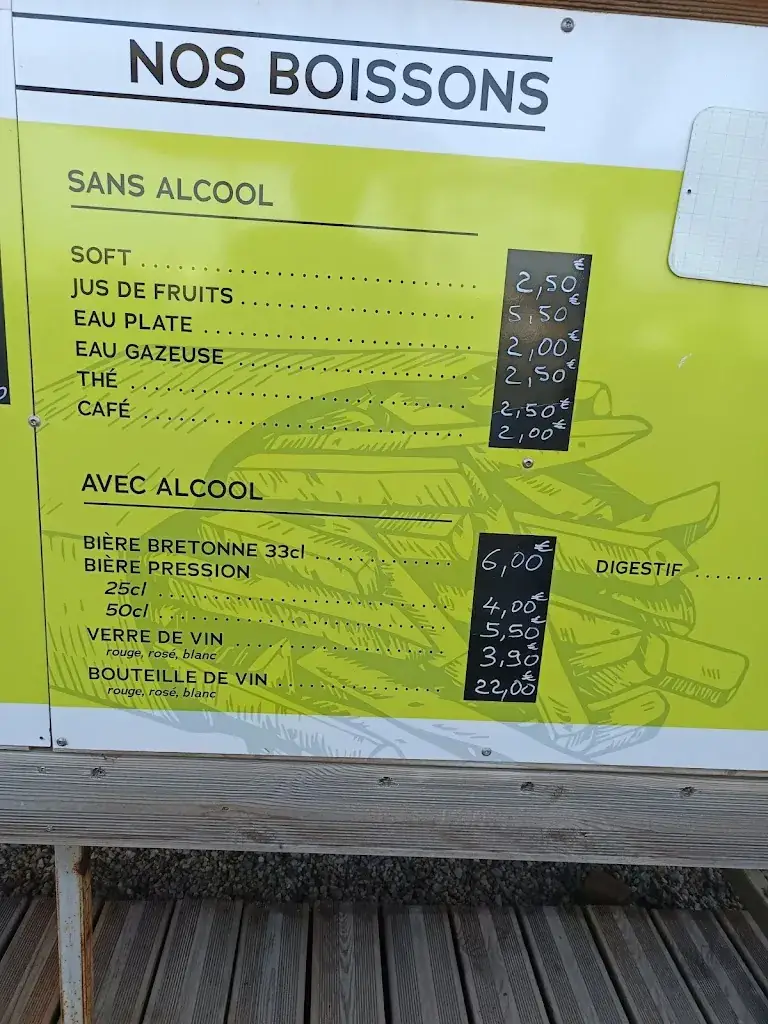 NOS BOISSONS
SANS ALCOOL
SOFT ........................ 2,50€
JUS DE FRUITS ........................ 5,50€
EAU PLATE ........................ 2,00€
EAU GAZEUSE ........................ 2,50€
THÉ ........................ 2,50€
CAFÉ ........................ 2,00€
AVEC ALCOOL
BIÈRE BRETONNE 33cl ............ 6,00€
BIÈRE PRESSION
25cl ........................ 4,00€
50cl ........................ 5,50€
VERRE DE VIN ........................ 3,90€
rouge, rosé, blanc
BOUTEILLE DE VIN ........................ 22,00€
rouge, rosé, blanc
DIGESTIF ......